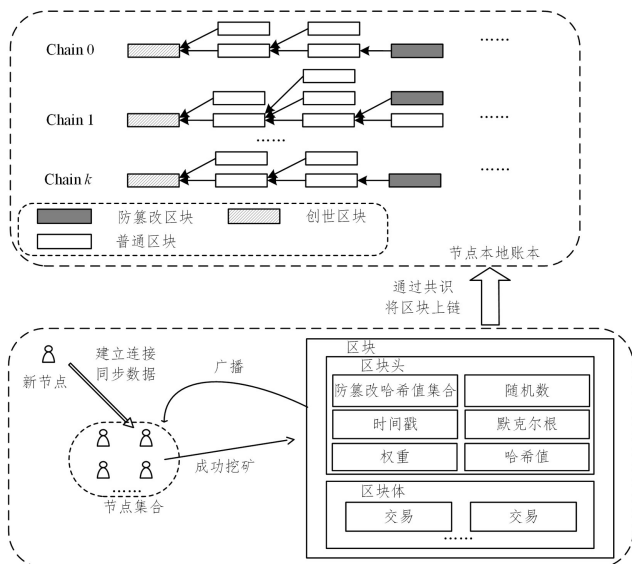 Chain 0
……
Chain 1
……
……
Chain k
……
防篡改区块
创世区块
普通区块
节点本地账本
通过共识
将区块上链
新节点
建立连接
同步数据
广播
成功挖矿
……
节点集合
区块
区块头
防篡改哈希值集合
随机数
时间戳
默克尔根
权重
哈希值
区块体
交易
交易
……